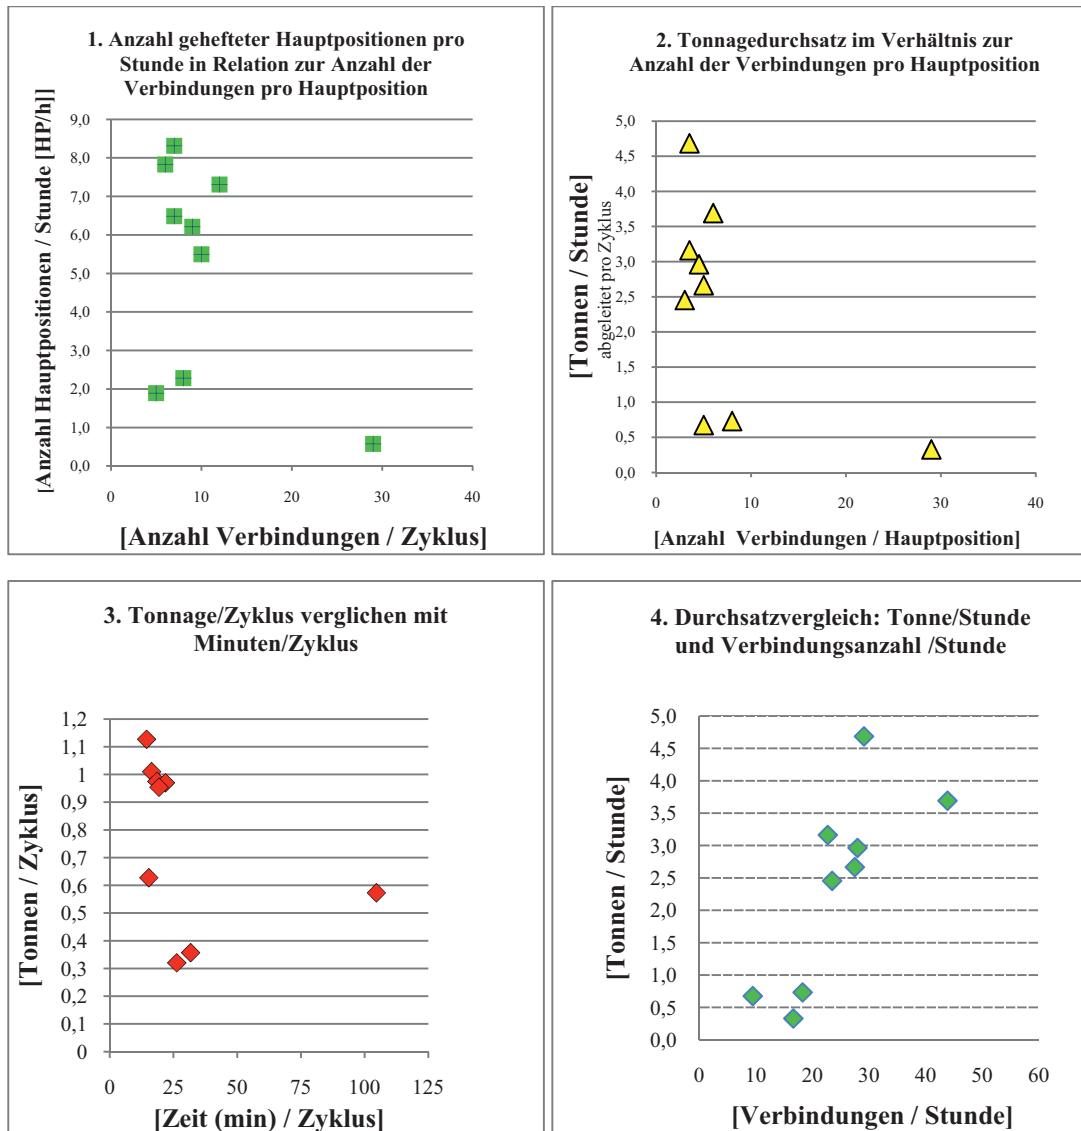 1. Anzahl gehefteter Hauptpositionen pro
Stunde in Relation zur Anzahl der
Verbindungen pro Hauptposition
[Anzahl Hauptpositionen / Stunde [HP/h]]
9,0
8,0
7,0
6,0
5,0
4,0
3,0
2,0
1,0
0,0
0 10 20 30 40
[Anzahl Verbindungen / Zyklus]
2. Tonnagedurchsatz im Verhältnis zur
Anzahl der Verbindungen pro Hauptposition
[Tonnen / Stunde]
abgeleitet pro Zyklus
5,0
4,5
4,0
3,5
3,0
2,5
2,0
1,5
1,0
0,5
0,0
0 10 20 30 40
[Anzahl Verbindungen / Hauptposition]
3. Tonnage/Zyklus verglichen mit
Minuten/Zyklus
[Tonnen / Zyklus]
1,2
1,1
1
0,9
0,8
0,7
0,6
0,5
0,4
0,3
0,2
0,1
0
0 25 50 75 100 125
[Zeit (min) / Zyklus]
4. Durchsatzvergleich: Tonne/Stunde
und Verbindungsanzahl /Stunde
[Tonnen / Stunde]
5,0
4,5
4,0
3,5
3,0
2,5
2,0
1,5
1,0
0,5
0,0
0 10 20 30 40 50 60
[Verbindungen / Stunde]